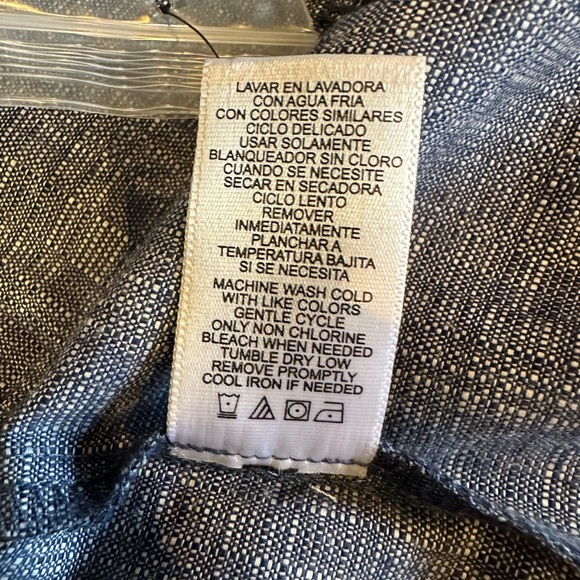 LAVAR EN LAVADORA
CON AGUA FRIA
CON COLORES SIMILARES
CICLO DELICADO
USAR SOLAMENTE
BLANQUEADOR SIN CLORO
CUANDO SE NECESITE
SECAR EN SECADORA
CICLO LENTO
REMOVER
INMEDIATAMENTE
PLANCHAR A
TEMPERATURA BAJITA
SI SE NECESITA
MACHINE WASH COLD
WITH LIKE COLORS
GENTLE CYCLE
ONLY NON CHLORINE
BLEACH WHEN NEEDED
TUMBLE DRY LOW
REMOVE PROMPTLY
COOL IRON IF NEEDED